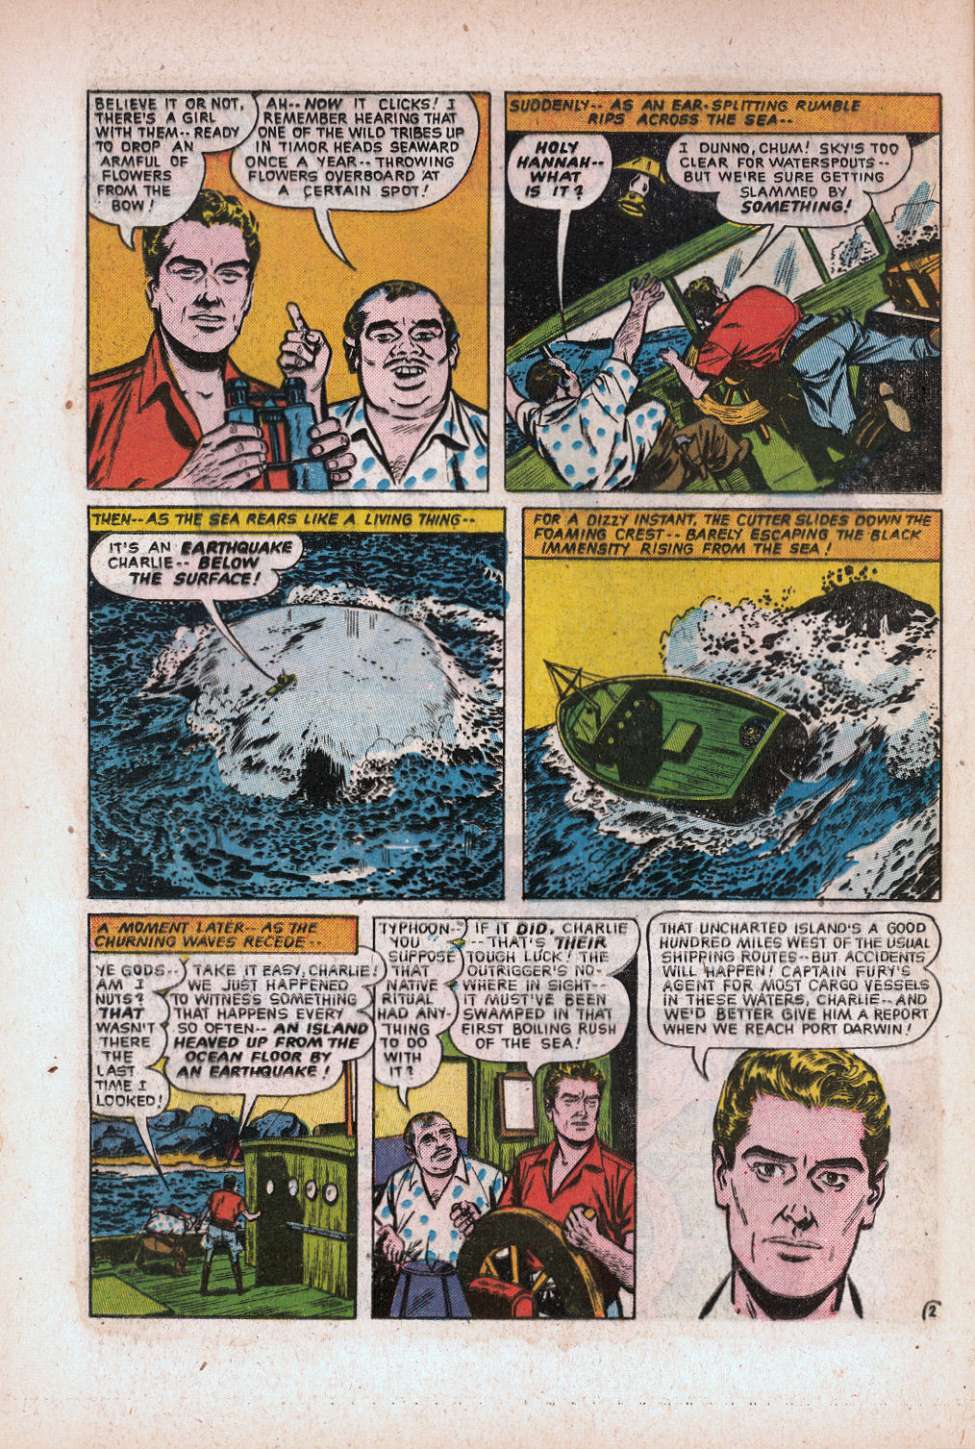 BELIEVE IT OR NOT,
THERE'S A GIRL
WITH THEM-- READY
TO DROP AN
ARMFUL OF
FLOWERS
FROM THE
BOW!
AH-- NOW IT CLICKS! I
REMEMBER HEARING THAT
ONE OF THE WILD TRIBES UP
IN TIMOR HEADS SEAWARD
ONCE A YEAR-- THROWING
FLOWERS OVERBOARD AT
A CERTAIN SPOT!
SUDDENLY-- AS AN EAR-SPLITTING RUMBLE
RIPS ACROSS THE SEA--
HOLY
HANNAH--
WHAT
IS IT?
I DUNNO, CHUM! SKY'S TOO
CLEAR FOR WATERSPOUTS--
BUT WE'RE SURE GETTING
SLAMMED BY
SOMETHING!
THEN-- AS THE SEA REARS LIKE A LIVING THING--
IT'S AN EARTHQUAKE
CHARLIE-- BELOW
THE SURFACE!
FOR A DIZZY INSTANT, THE CUTTER SLIDES DOWN THE
FOAMING CREST-- BARELY ESCAPING THE BLACK
IMMENSITY RISING FROM THE SEA!
A MOMENT LATER-- AS THE
CHURNING WAVES RECEDE--
YE GODS--
AM I
NUTS?
THAT
WASN'T
THERE
THE
LAST
TIME I
LOOKED!
TAKE IT EASY, CHARLIE!
WE JUST HAPPENED
TO WITNESS SOMETHING
THAT HAPPENS EVERY
SO OFTEN-- AN ISLAND
HEAVED UP FROM THE
OCEAN FLOOR BY
AN EARTHQUAKE!
TYPHOON--
YOU
SUPPOSE
THAT
NATIVE
RITUAL
HAD ANY-
THING
TO DO
WITH
IT?
IF IT DID, CHARLIE
-- THAT'S THEIR
TOUGH LUCK! THE
OUTRIGGER'S NO-
WHERE IN SIGHT--
IT MUST'VE BEEN
SWAMPED IN THAT
FIRST BOILING RUSH
OF THE SEA!
THAT UNCHARTED ISLAND'S A GOOD
HUNDRED MILES WEST OF THE USUAL
SHIPPING ROUTES-- BUT ACCIDENTS
WILL HAPPEN! CAPTAIN FURY'S
AGENT FOR MOST CARGO VESSELS
IN THESE WATERS, CHARLIE-- AND
WE'D BETTER GIVE HIM A REPORT
WHEN WE REACH PORT DARWIN!
2